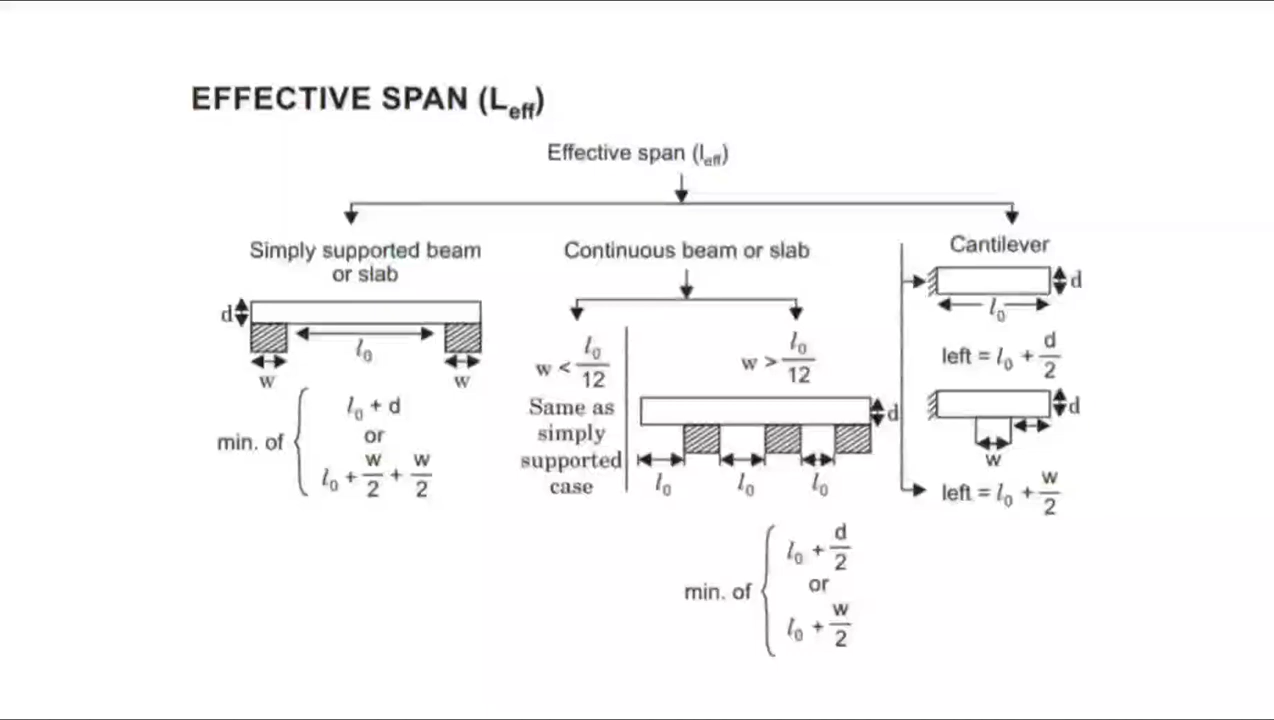 EFFECTIVE SPAN (Leff)
Effective span (leff)
Simply supported beam
or slab
d
l0
w
w
min. of
l0 + d
or
l0 + w/2 + w/2
Continuous beam or slab
w < l0/12
Same as
simply
supported
case
w > l0/12
d
l0
l0
l0
min. of
l0 + d/2
or
l0 + w/2
Cantilever
d
l0
left = l0 + d/2
d
w
left = l0 + w/2